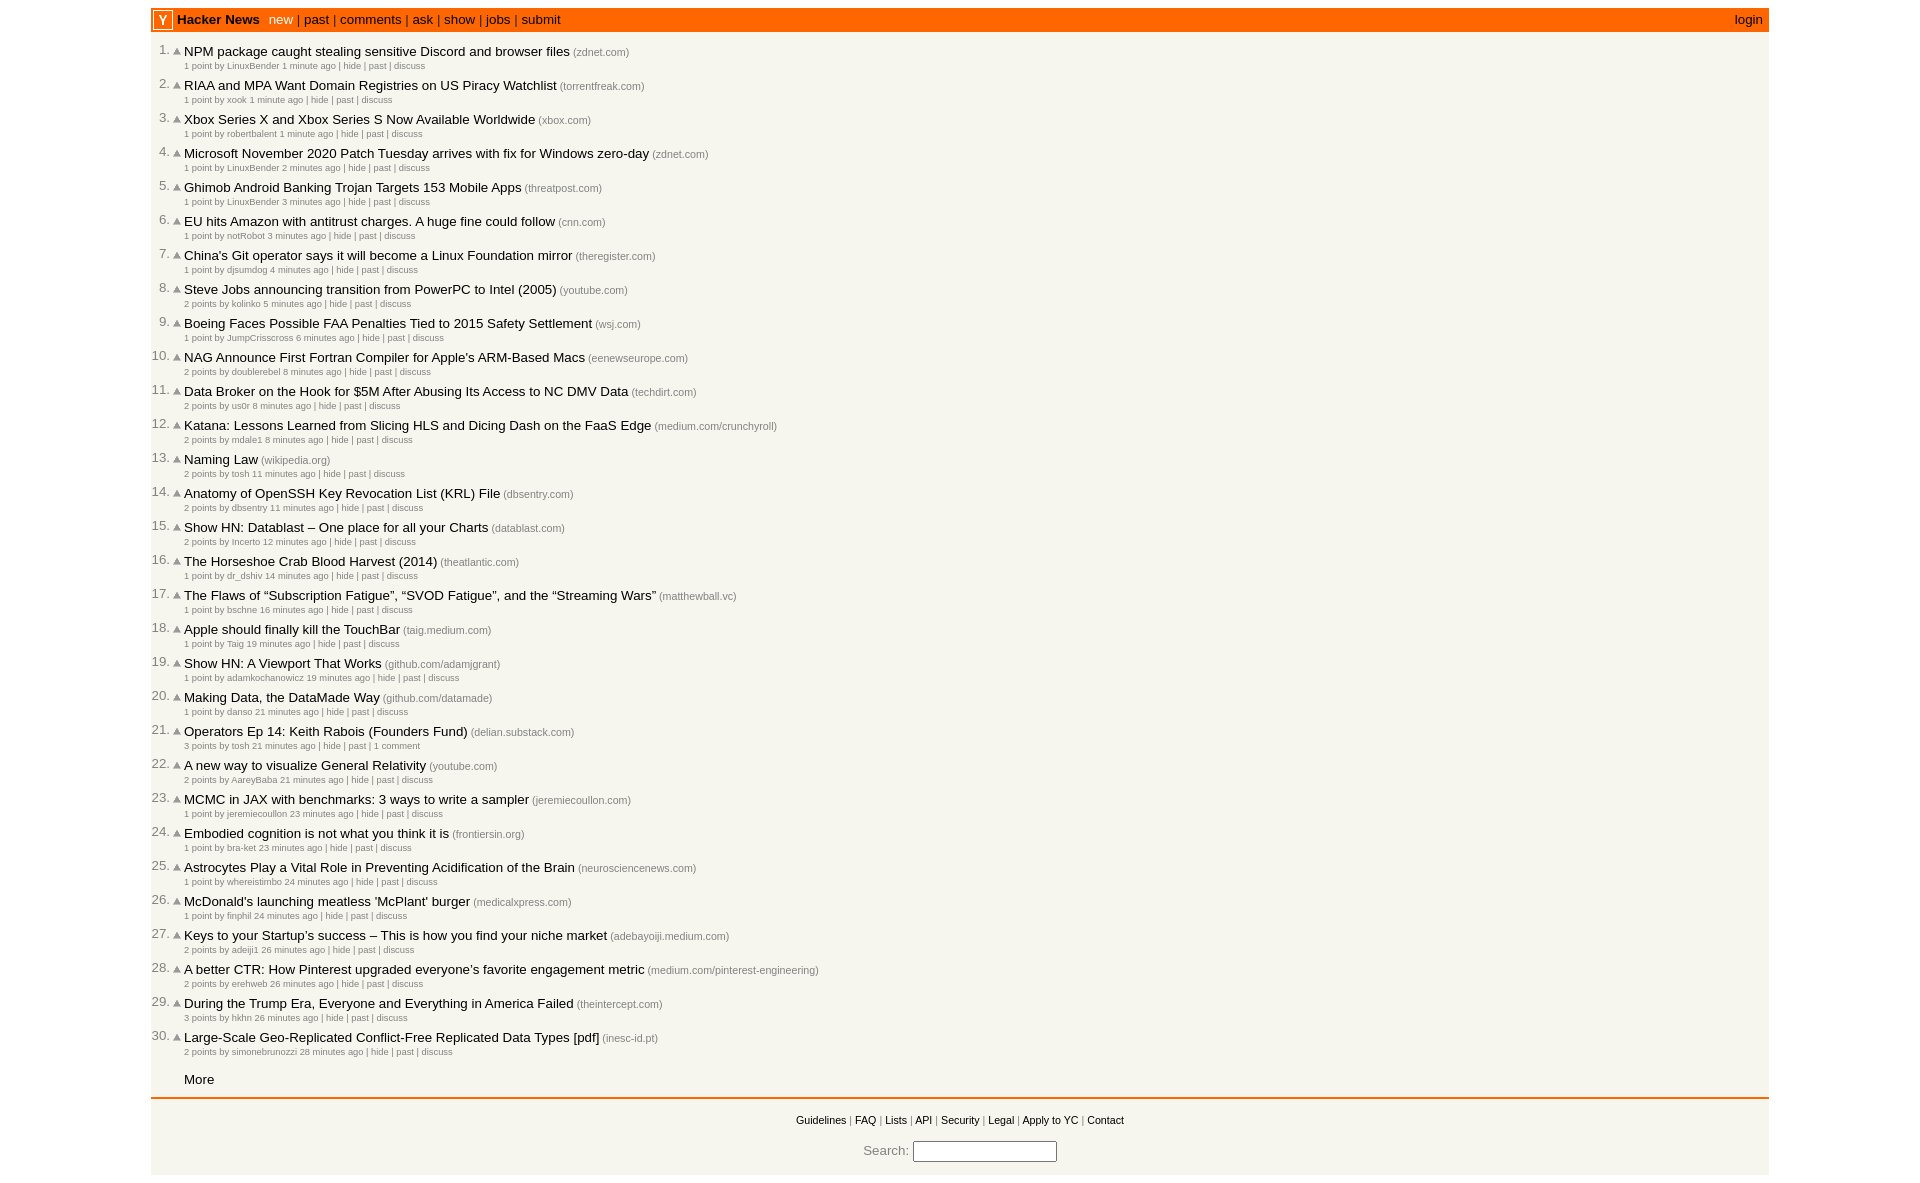 Y Hacker News new | past | comments | ask | show | jobs | submit login
1. NPM package caught stealing sensitive Discord and browser files (zdnet.com)
1 point by LinuxBender 1 minute ago | hide | past | discuss
2. RIAA and MPA Want Domain Registries on US Piracy Watchlist (torrentfreak.com)
1 point by xook 1 minute ago | hide | past | discuss
3. Xbox Series X and Xbox Series S Now Available Worldwide (xbox.com)
1 point by robertbalent 1 minute ago | hide | past | discuss
4. Microsoft November 2020 Patch Tuesday arrives with fix for Windows zero-day (zdnet.com)
1 point by LinuxBender 2 minutes ago | hide | past | discuss
5. Ghimob Android Banking Trojan Targets 153 Mobile Apps (threatpost.com)
1 point by LinuxBender 3 minutes ago | hide | past | discuss
6. EU hits Amazon with antitrust charges. A huge fine could follow (cnn.com)
1 point by notRobot 3 minutes ago | hide | past | discuss
7. China's Git operator says it will become a Linux Foundation mirror (theregister.com)
1 point by djsumdog 4 minutes ago | hide | past | discuss
8. Steve Jobs announcing transition from PowerPC to Intel (2005) (youtube.com)
2 points by kolinko 5 minutes ago | hide | past | discuss
9. Boeing Faces Possible FAA Penalties Tied to 2015 Safety Settlement (wsj.com)
1 point by JumpCrisscross 6 minutes ago | hide | past | discuss
10. NAG Announce First Fortran Compiler for Apple's ARM-Based Macs (eenewseurope.com)
2 points by doublerebel 8 minutes ago | hide | past | discuss
11. Data Broker on the Hook for $5M After Abusing Its Access to NC DMV Data (techdirt.com)
2 points by us0r 8 minutes ago | hide | past | discuss
12. Katana: Lessons Learned from Slicing HLS and Dicing Dash on the FaaS Edge (medium.com/crunchyroll)
2 points by mdale1 8 minutes ago | hide | past | discuss
13. Naming Law (wikipedia.org)
2 points by tosh 11 minutes ago | hide | past | discuss
14. Anatomy of OpenSSH Key Revocation List (KRL) File (dbsentry.com)
2 points by dbsentry 11 minutes ago | hide | past | discuss
15. Show HN: Datablast – One place for all your Charts (datablast.com)
2 points by Incerto 12 minutes ago | hide | past | discuss
16. The Horseshoe Crab Blood Harvest (2014) (theatlantic.com)
1 point by dr_dshiv 14 minutes ago | hide | past | discuss
17. The Flaws of “Subscription Fatigue”, “SVOD Fatigue”, and the “Streaming Wars” (matthewball.vc)
1 point by bschne 16 minutes ago | hide | past | discuss
18. Apple should finally kill the TouchBar (taig.medium.com)
1 point by Taig 19 minutes ago | hide | past | discuss
19. Show HN: A Viewport That Works (github.com/adamjgrant)
1 point by adamkochanowicz 19 minutes ago | hide | past | discuss
20. Making Data, the DataMade Way (github.com/datamade)
1 point by danso 21 minutes ago | hide | past | discuss
21. Operators Ep 14: Keith Rabois (Founders Fund) (delian.substack.com)
3 points by tosh 21 minutes ago | hide | past | 1 comment
22. A new way to visualize General Relativity (youtube.com)
2 points by AareyBaba 21 minutes ago | hide | past | discuss
23. MCMC in JAX with benchmarks: 3 ways to write a sampler (jeremiecoullon.com)
1 point by jeremiecoullon 23 minutes ago | hide | past | discuss
24. Embodied cognition is not what you think it is (frontiersin.org)
1 point by bra-ket 23 minutes ago | hide | past | discuss
25. Astrocytes Play a Vital Role in Preventing Acidification of the Brain (neurosciencenews.com)
1 point by whereistimbo 24 minutes ago | hide | past | discuss
26. McDonald's launching meatless 'McPlant' burger (medicalxpress.com)
1 point by finphil 24 minutes ago | hide | past | discuss
27. Keys to your Startup’s success – This is how you find your niche market (adebayoiji.medium.com)
2 points by adeiji1 26 minutes ago | hide | past | discuss
28. A better CTR: How Pinterest upgraded everyone’s favorite engagement metric (medium.com/pinterest-engineering)
2 points by erehweb 26 minutes ago | hide | past | discuss
29. During the Trump Era, Everyone and Everything in America Failed (theintercept.com)
3 points by hkhn 26 minutes ago | hide | past | discuss
30. Large-Scale Geo-Replicated Conflict-Free Replicated Data Types [pdf] (inesc-id.pt)
2 points by simonebrunozzi 28 minutes ago | hide | past | discuss
More
Guidelines | FAQ | Lists | API | Security | Legal | Apply to YC | Contact
Search: